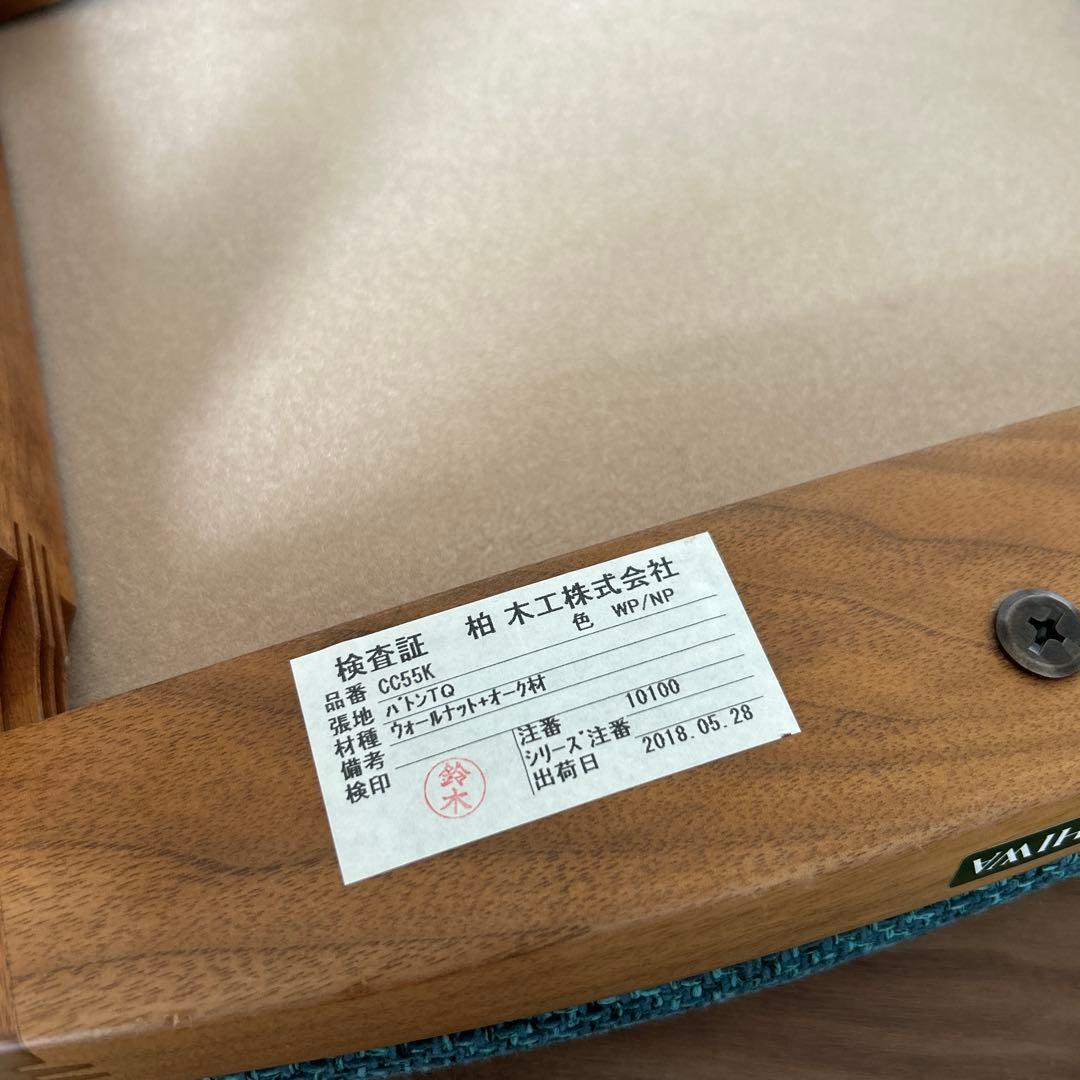 検査証 柏木工株式会社
品番 CC55K 色 WP/NP
張地 バトンTQ
材種 ウォールナット+オーク材
備考 注番 10100
検印 鈴木 シリーズ注番
出荷日 2018.05.28